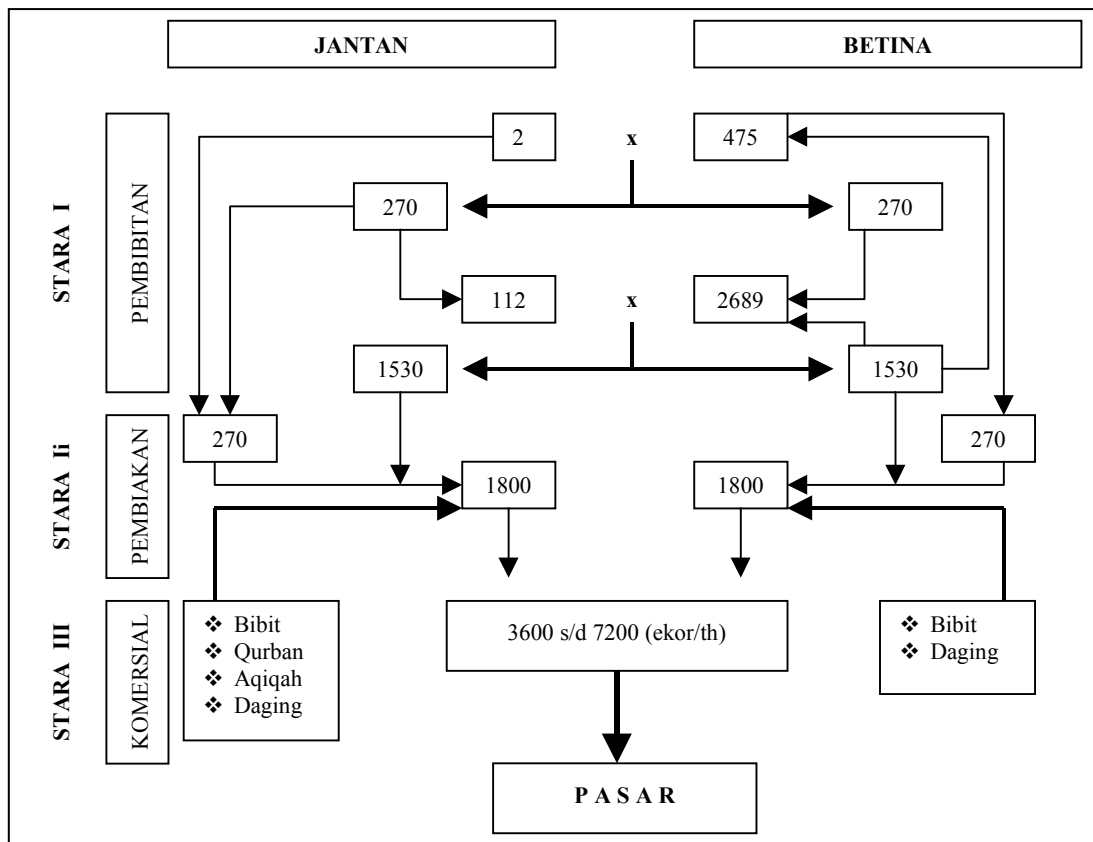 JANTAN
BETINA
STARA I
PEMBIBITAN
2
x
475
270
270
112
x
2689
1530
1530
STARA Ii
PEMBIAKAN
270
270
1800
1800
STARA III
KOMERSIAL
❖ Bibit
❖ Qurban
❖ Aqiqah
❖ Daging
3600 s/d 7200 (ekor/th)
❖ Bibit
❖ Daging
P A S A R